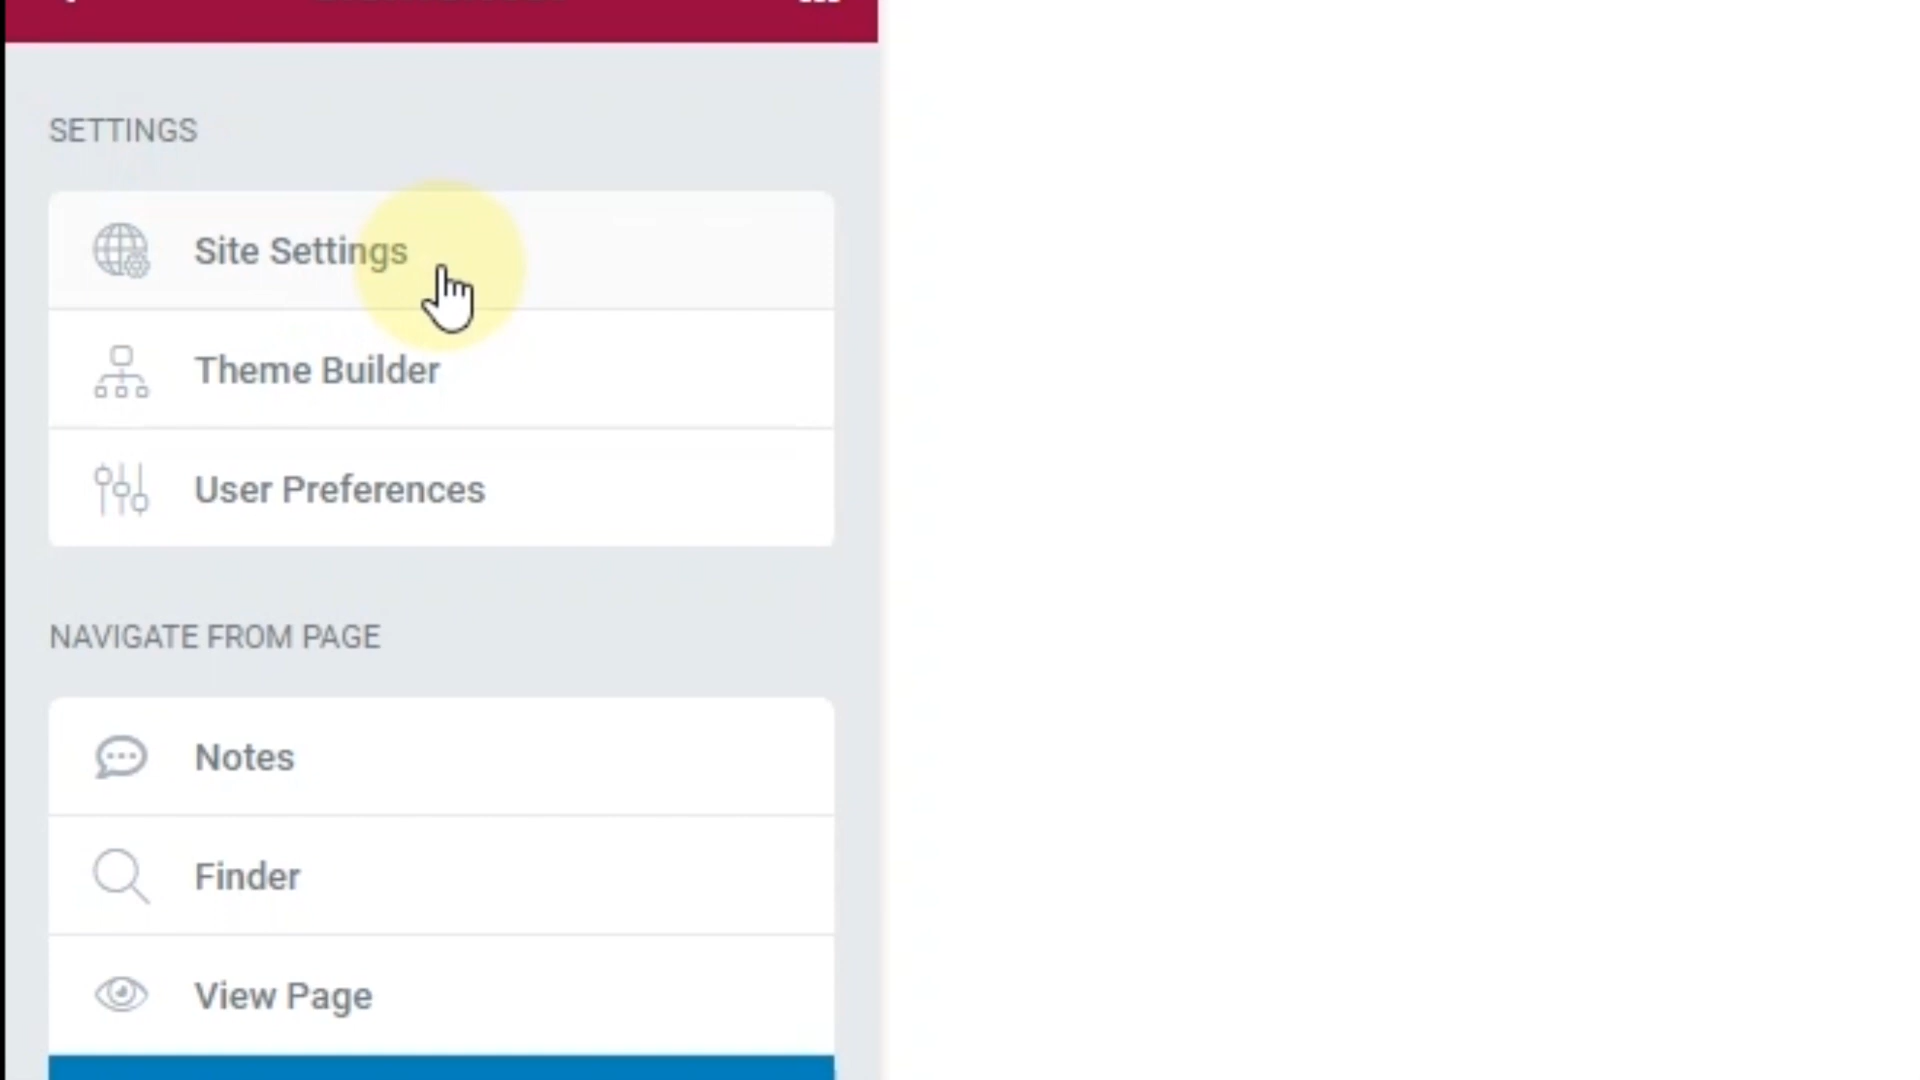 SETTINGS
Site Settings
Theme Builder
User Preferences
NAVIGATE FROM PAGE
Notes
Finder
View Page